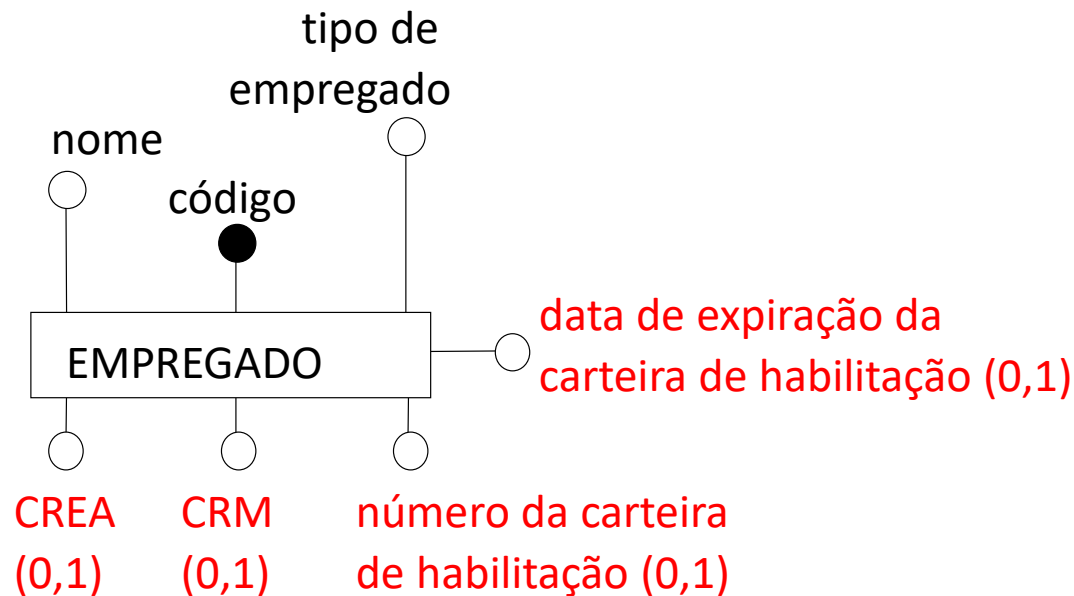 tipo de
empregado
nome
código
EMPREGADO
data de expiração da
carteira de habilitação (0,1)
CREA
(0,1)
CRM
(0,1)
número da carteira
de habilitação (0,1)